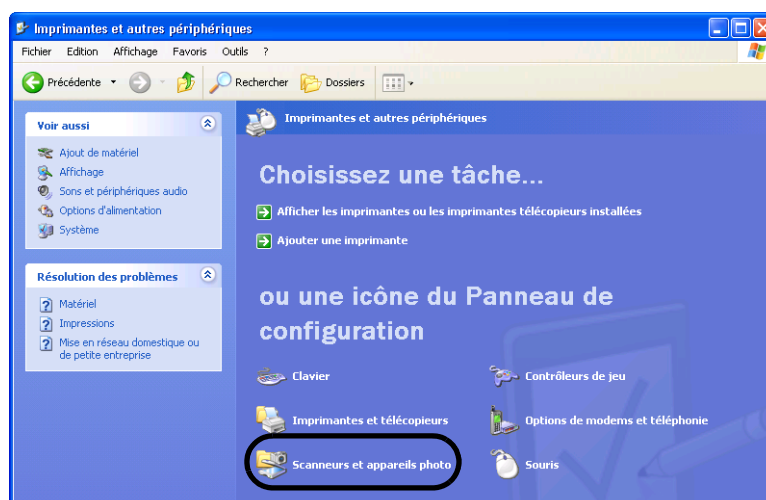 Imprimantes et autres périphériques
Fichier Edition Affichage Favoris Outils ?
Précédente Rechercher Dossiers
Voir aussi
Ajout de matériel
Affichage
Sons et périphériques audio
Options d'alimentation
Système
Résolution des problèmes
Matériel
Impressions
Mise en réseau domestique ou
de petite entreprise
Imprimantes et autres périphériques
Choisissez une tâche...
Afficher les imprimantes ou les imprimantes télécopieurs installées
Ajouter une imprimante
ou une icône du Panneau de
configuration
Clavier
Contrôleurs de jeu
Imprimantes et télécopieurs
Options de modems et téléphonie
Scanneurs et appareils photo
Souris